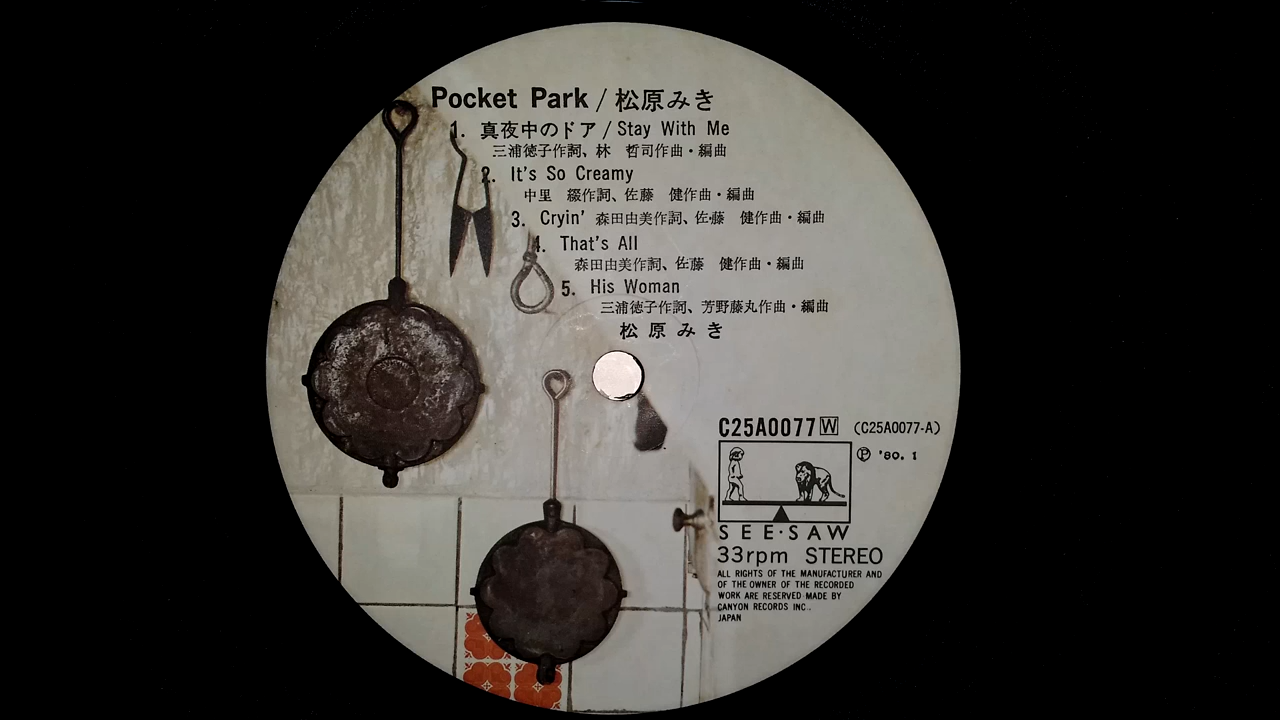 Pocket Park / 松原みき
1. 真夜中のドア / Stay With Me
三浦徳子作詞、林 哲司作曲・編曲
2. It's So Creamy
中里 綴作詞、佐藤 健作曲・編曲
3. Cryin' 森田由美作詞、佐藤 健作曲・編曲
4. That's All
森田由美作詞、佐藤 健作曲・編曲
5. His Woman
三浦徳子作詞、芳野藤丸作曲・編曲
松原みき
C25A0077 W (C25A0077-A)
Ⓟ '80. 1
SEE·SAW
33rpm STEREO
ALL RIGHTS OF THE MANUFACTURER AND
OF THE OWNER OF THE RECORDED
WORK ARE RESERVED MADE BY
CANYON RECORDS INC..
JAPAN